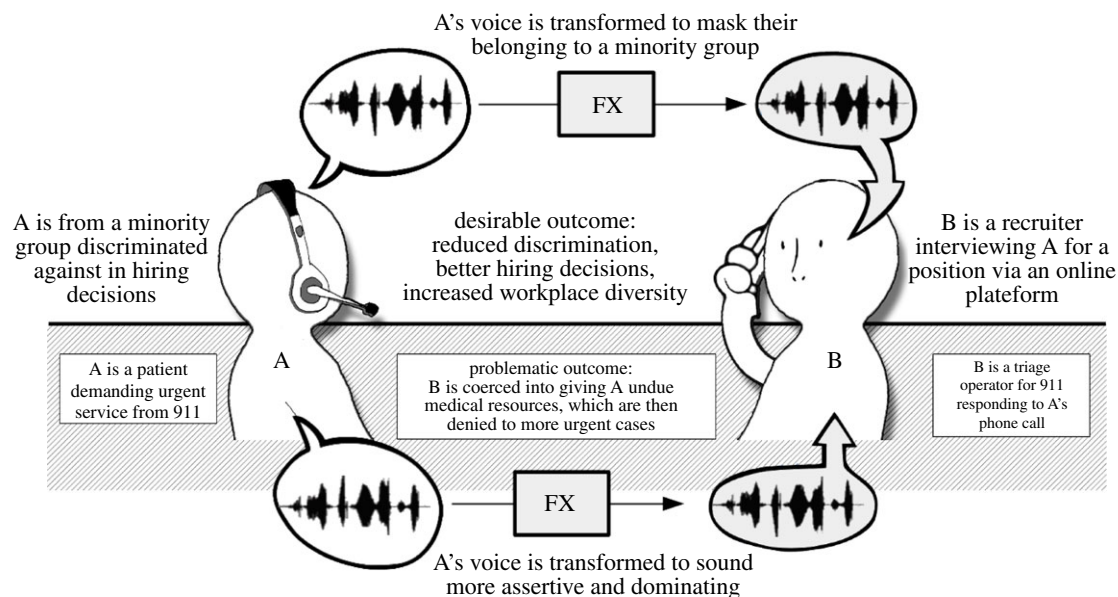 A's voice is transformed to mask their
belonging to a minority group
FX
A is from a minority
group discriminated
against in hiring
decisions
desirable outcome:
reduced discrimination,
better hiring decisions,
increased workplace diversity
B is a recruiter
interviewing A for a
position via an online
plateform
A
B
A is a patient
demanding urgent
service from 911
problematic outcome:
B is coerced into giving A undue
medical resources, which are then
denied to more urgent cases
B is a triage
operator for 911
responding to A's
phone call
FX
A's voice is transformed to sound
more assertive and dominating